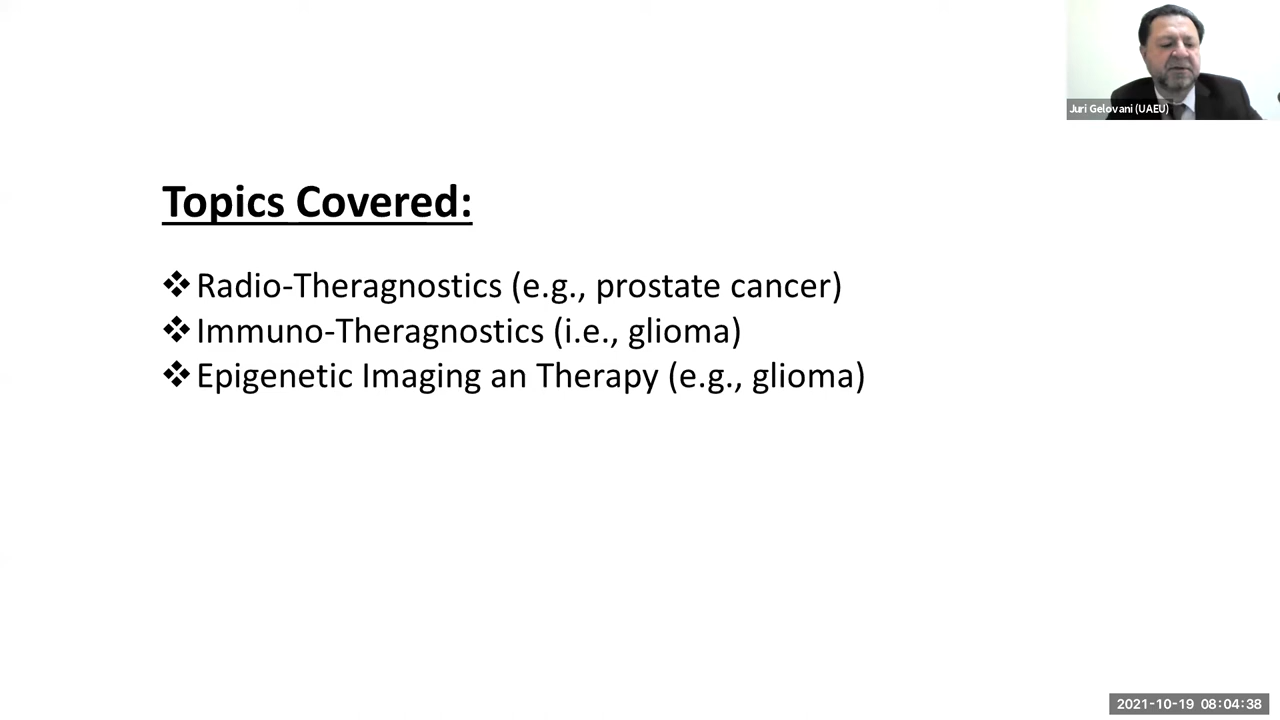 Juri Gelovani (UAEU)
Topics Covered:
❖Radio-Theragnostics (e.g., prostate cancer)
❖Immuno-Theragnostics (i.e., glioma)
❖Epigenetic Imaging an Therapy (e.g., glioma)
2021-10-19 08:04:38